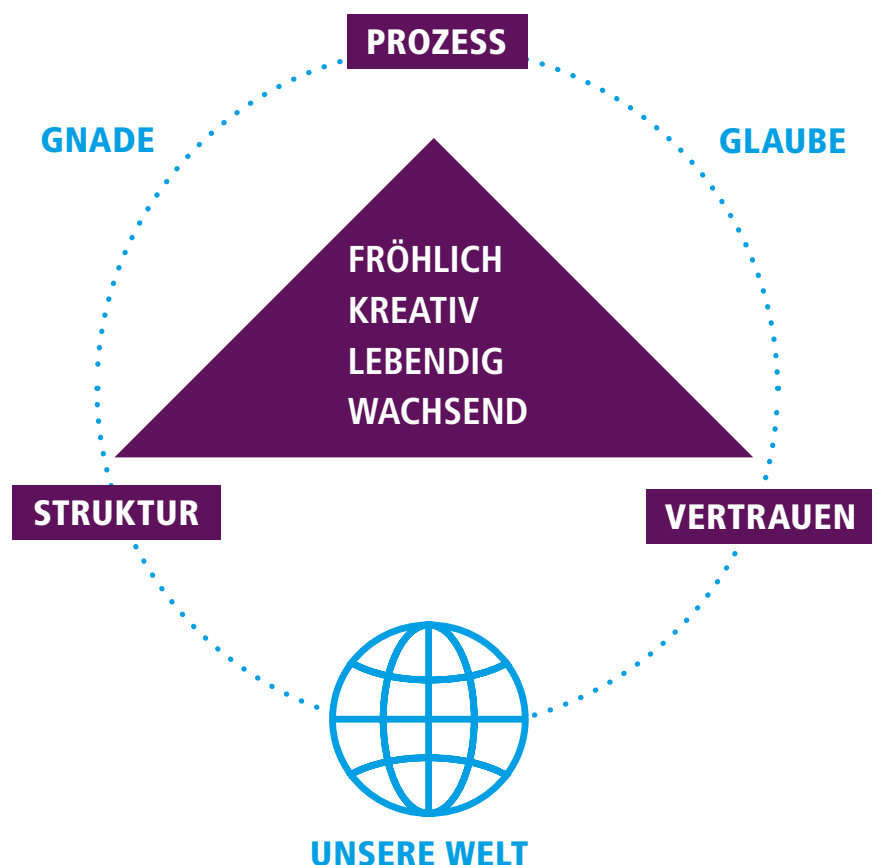 PROZESS
GNADE
GLAUBE
FRÖHLICH
KREATIV
LEBENDIG
WACHSEND
STRUKTUR
VERTRAUEN
UNSERE WELT